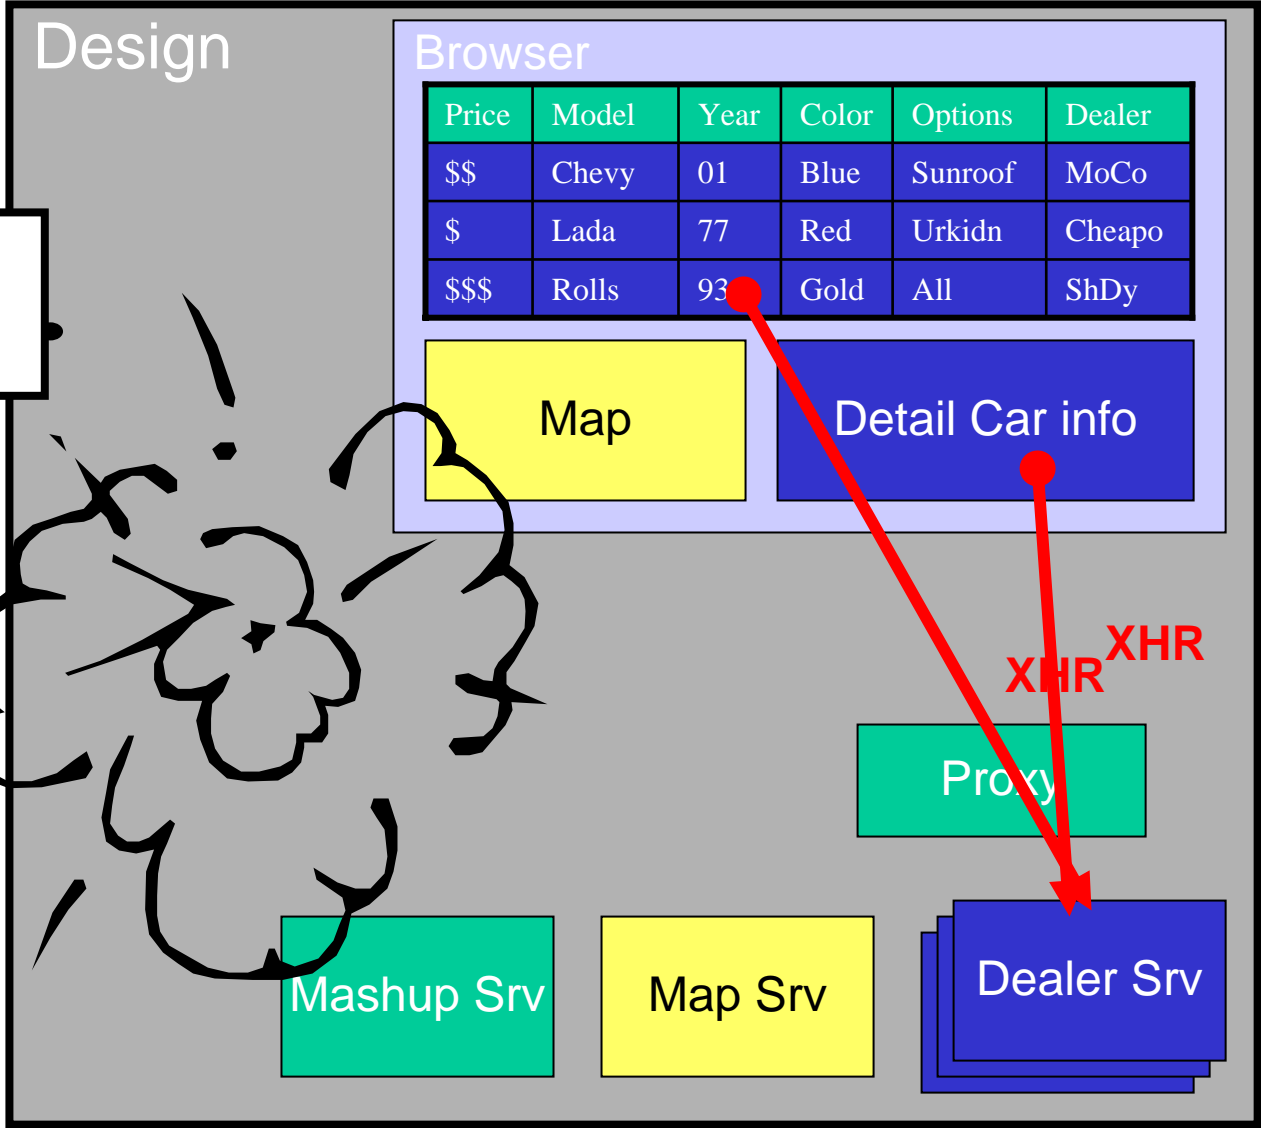 Design
Browser
Price Model Year Color Options Dealer
$$ Chevy 01 Blue Sunroof MoCo
$ Lada 77 Red Urkidn Cheapo
$$$ Rolls 93 Gold All ShDy
Map
Detail Car info
XHR
XHR
Proxy
Mashup Srv
Map Srv
Dealer Srv